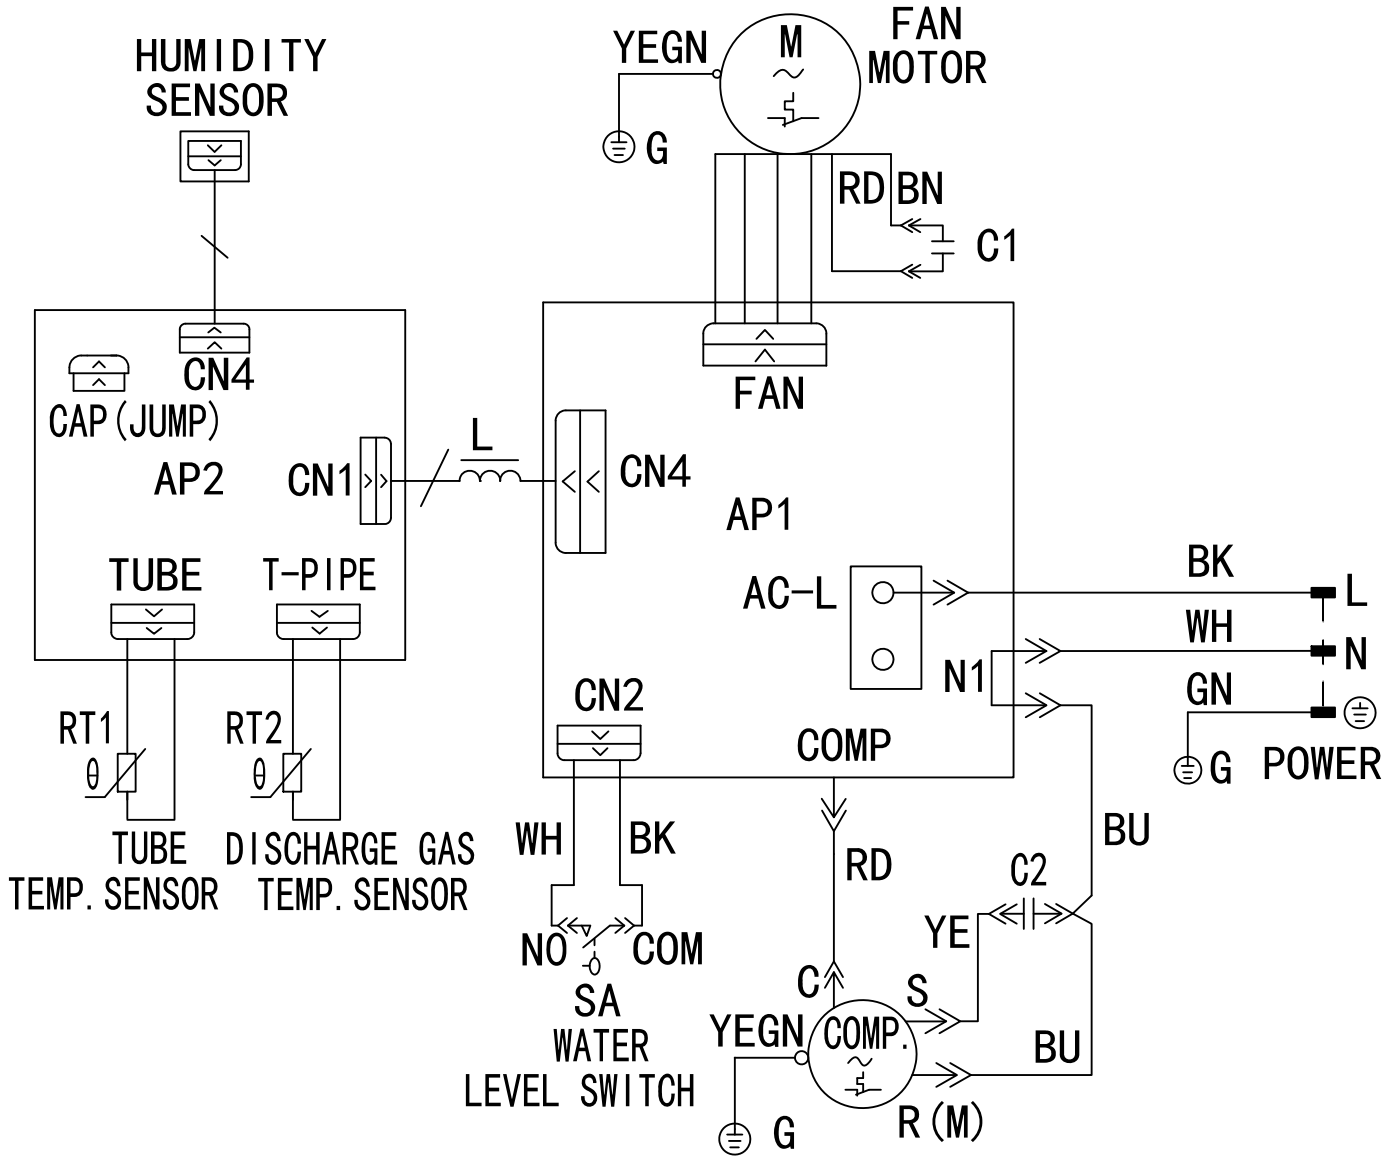 HUMIDITY
SENSOR
YEGN
G
M
FAN
MOTOR
RD
BN
C1
CN4
CAP(JUMP)
AP2
CN1
L
CN4
FAN
AP1
TUBE
T-PIPE
AC-L
BK
L
WH
N
N1
GN
G
POWER
RT1
θ
RT2
θ
TUBE
TEMP. SENSOR
DISCHARGE GAS
TEMP. SENSOR
CN2
WH
BK
NO
COM
SA
WATER
LEVEL SWITCH
COMP
RD
BU
C2
YE
C
S
COMP.
YEGN
G
R(M)
BU